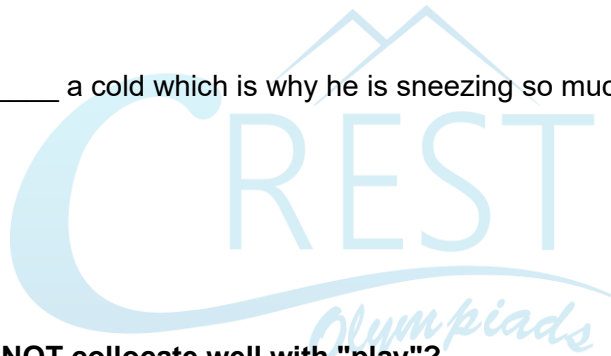 ____ a cold which is why he is sneezing so muc
CREST
Olympiads
NOT collocate well with "play"?